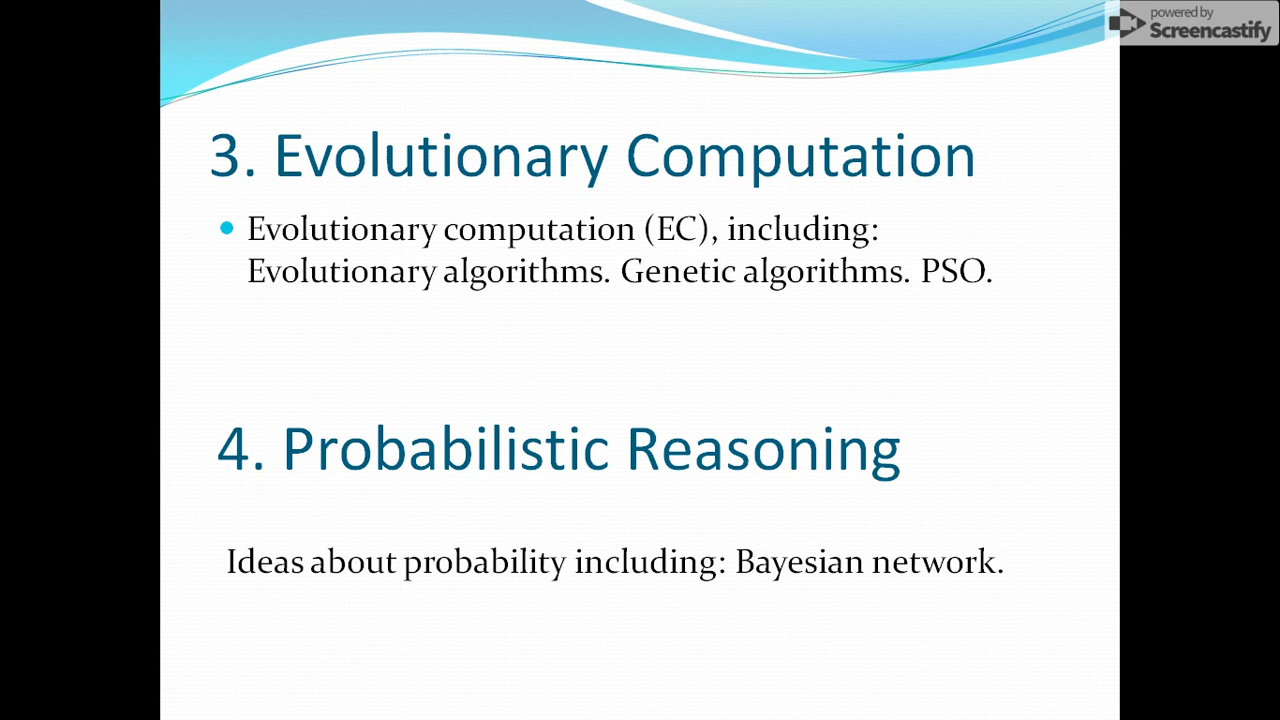 powered by
Screencastify
3. Evolutionary Computation
• Evolutionary computation (EC), including:
Evolutionary algorithms. Genetic algorithms. PSO.
4. Probabilistic Reasoning
Ideas about probability including: Bayesian network.